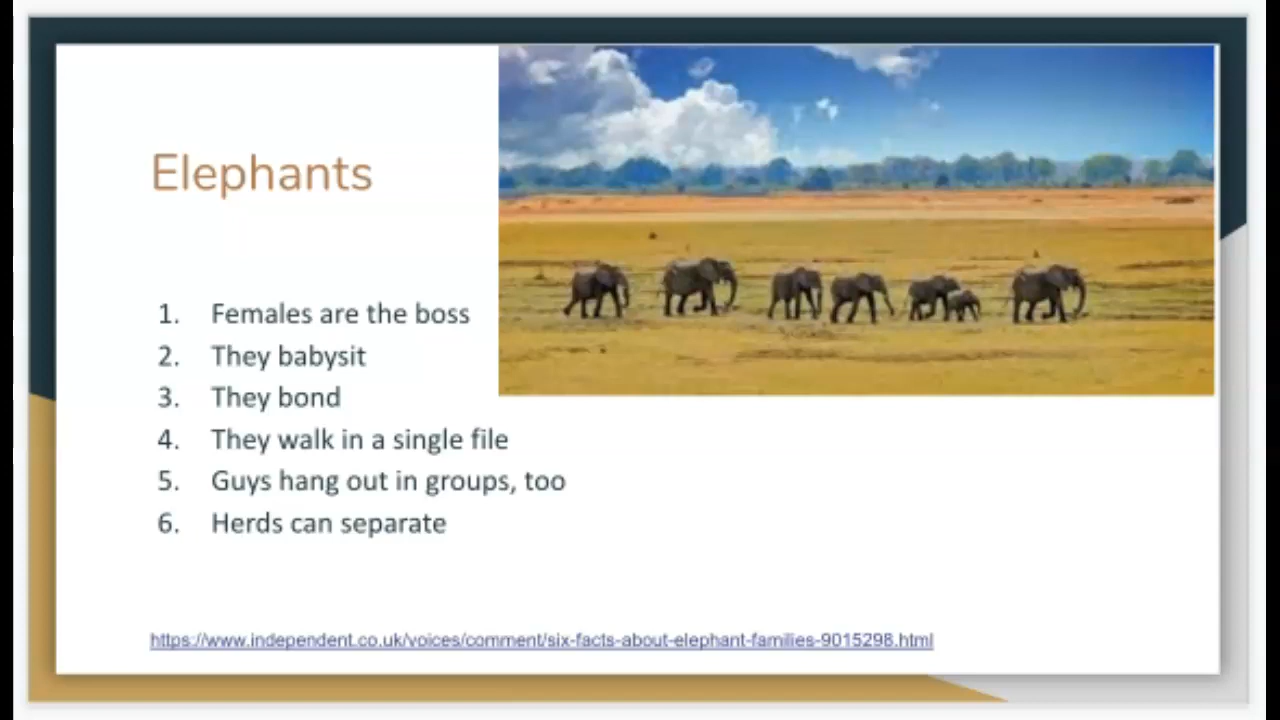 Elephants
1. Females are the boss
2. They babysit
3. They bond
4. They walk in a single file
5. Guys hang out in groups, too
6. Herds can separate
https://www.independent.co.uk/voices/comment/six-facts-about-elephant-families-9015298.html